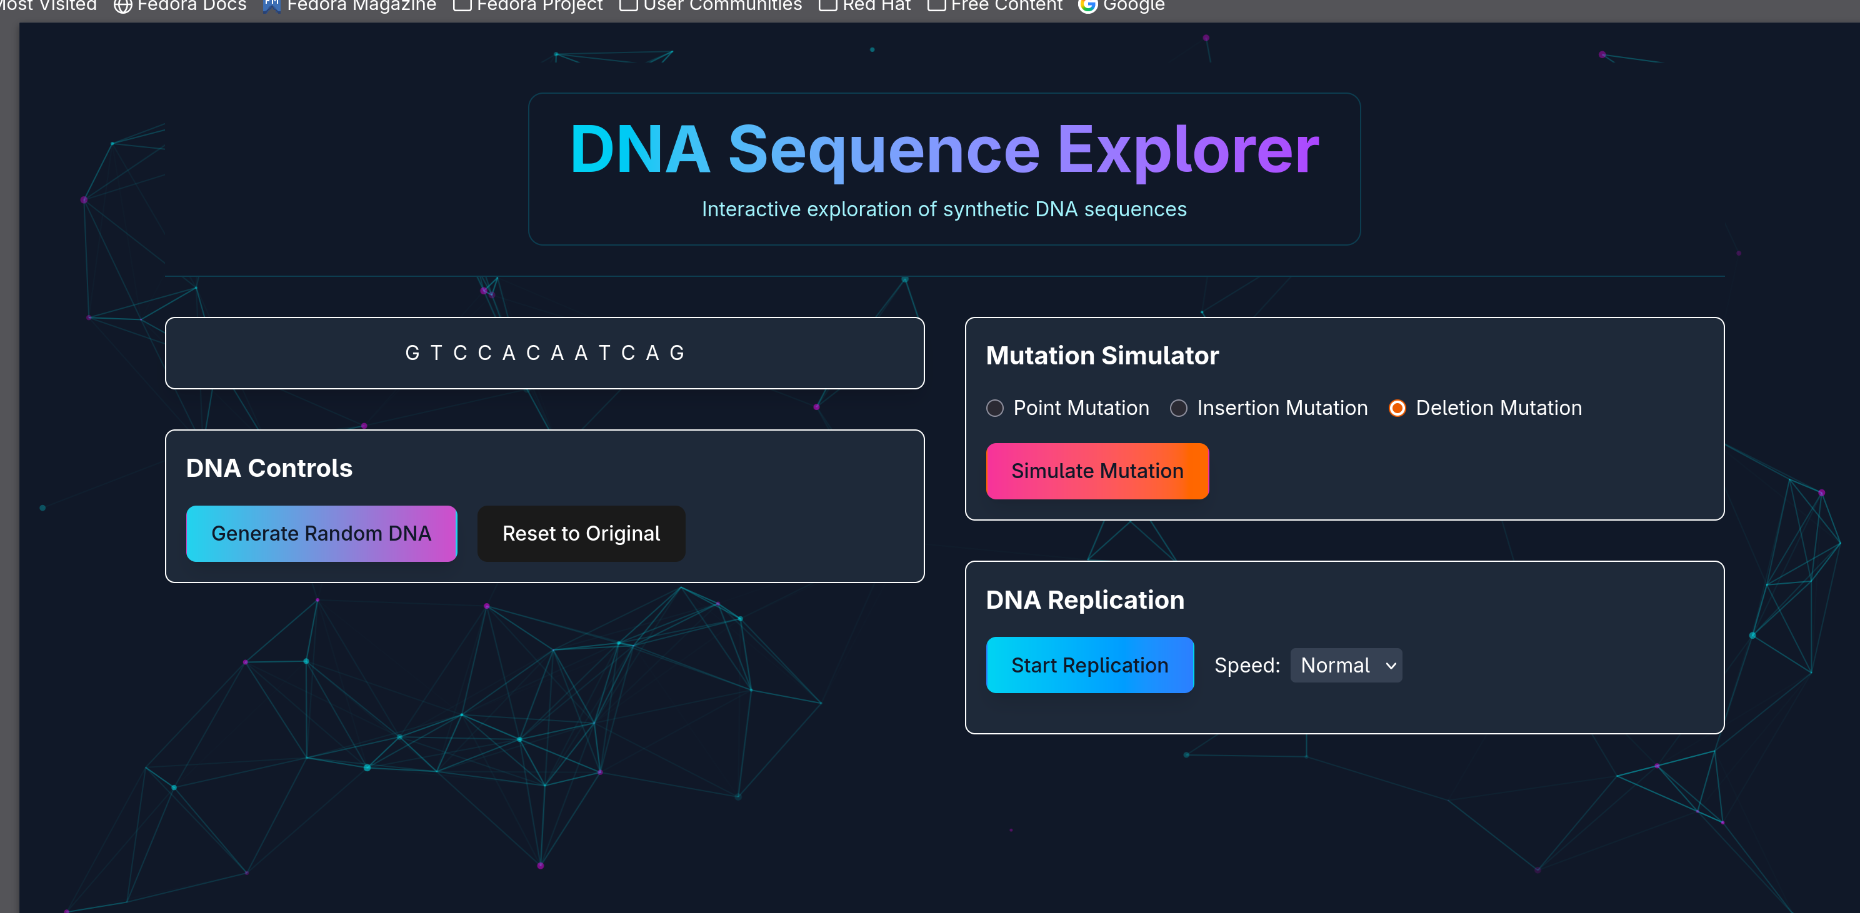 Most Visited Fedora Docs Fedora Magazine Fedora Project User Communities Red Hat Free Content Google
DNA Sequence Explorer
Interactive exploration of synthetic DNA sequences
G T C C A C A A T C A G
DNA Controls
Generate Random DNA Reset to Original
Mutation Simulator
Point Mutation Insertion Mutation Deletion Mutation
Simulate Mutation
DNA Replication
Start Replication Speed: Normal